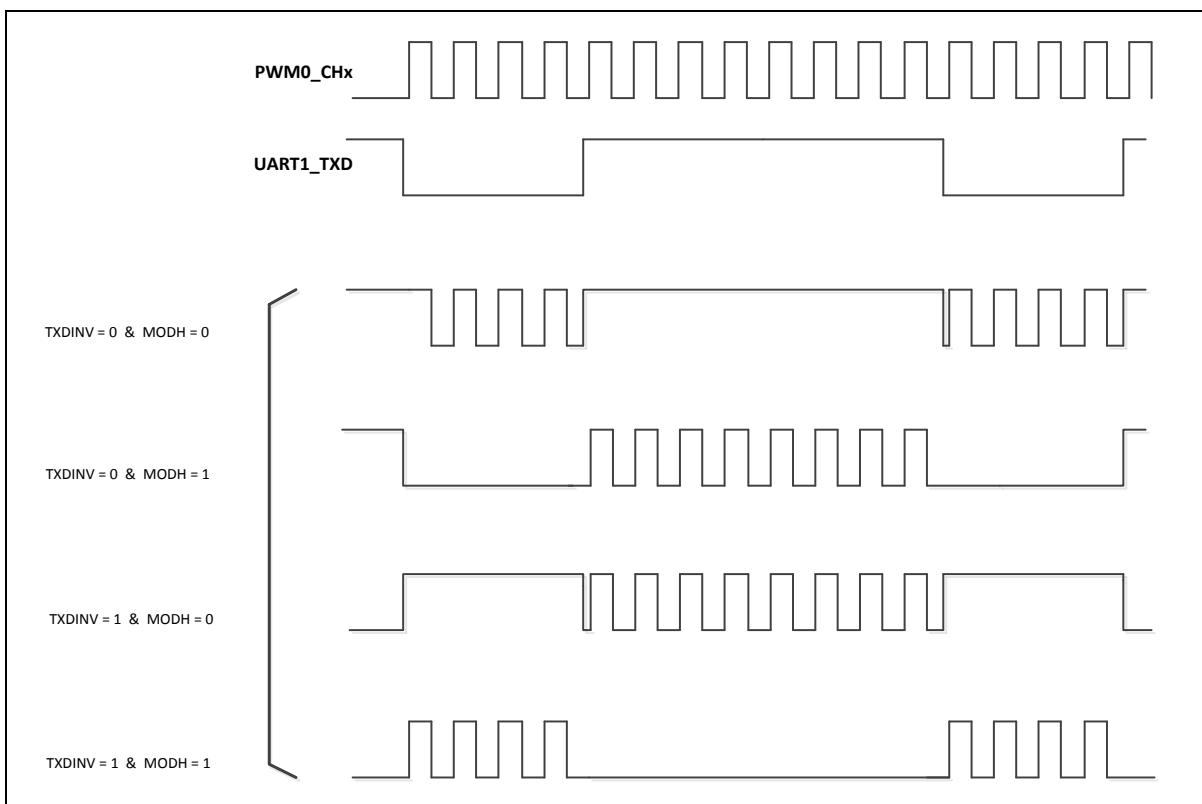 PWM0_CHx
UART1_TXD
TXDINV = 0 & MODH = 0
TXDINV = 0 & MODH = 1
TXDINV = 1 & MODH = 0
TXDINV = 1 & MODH = 1